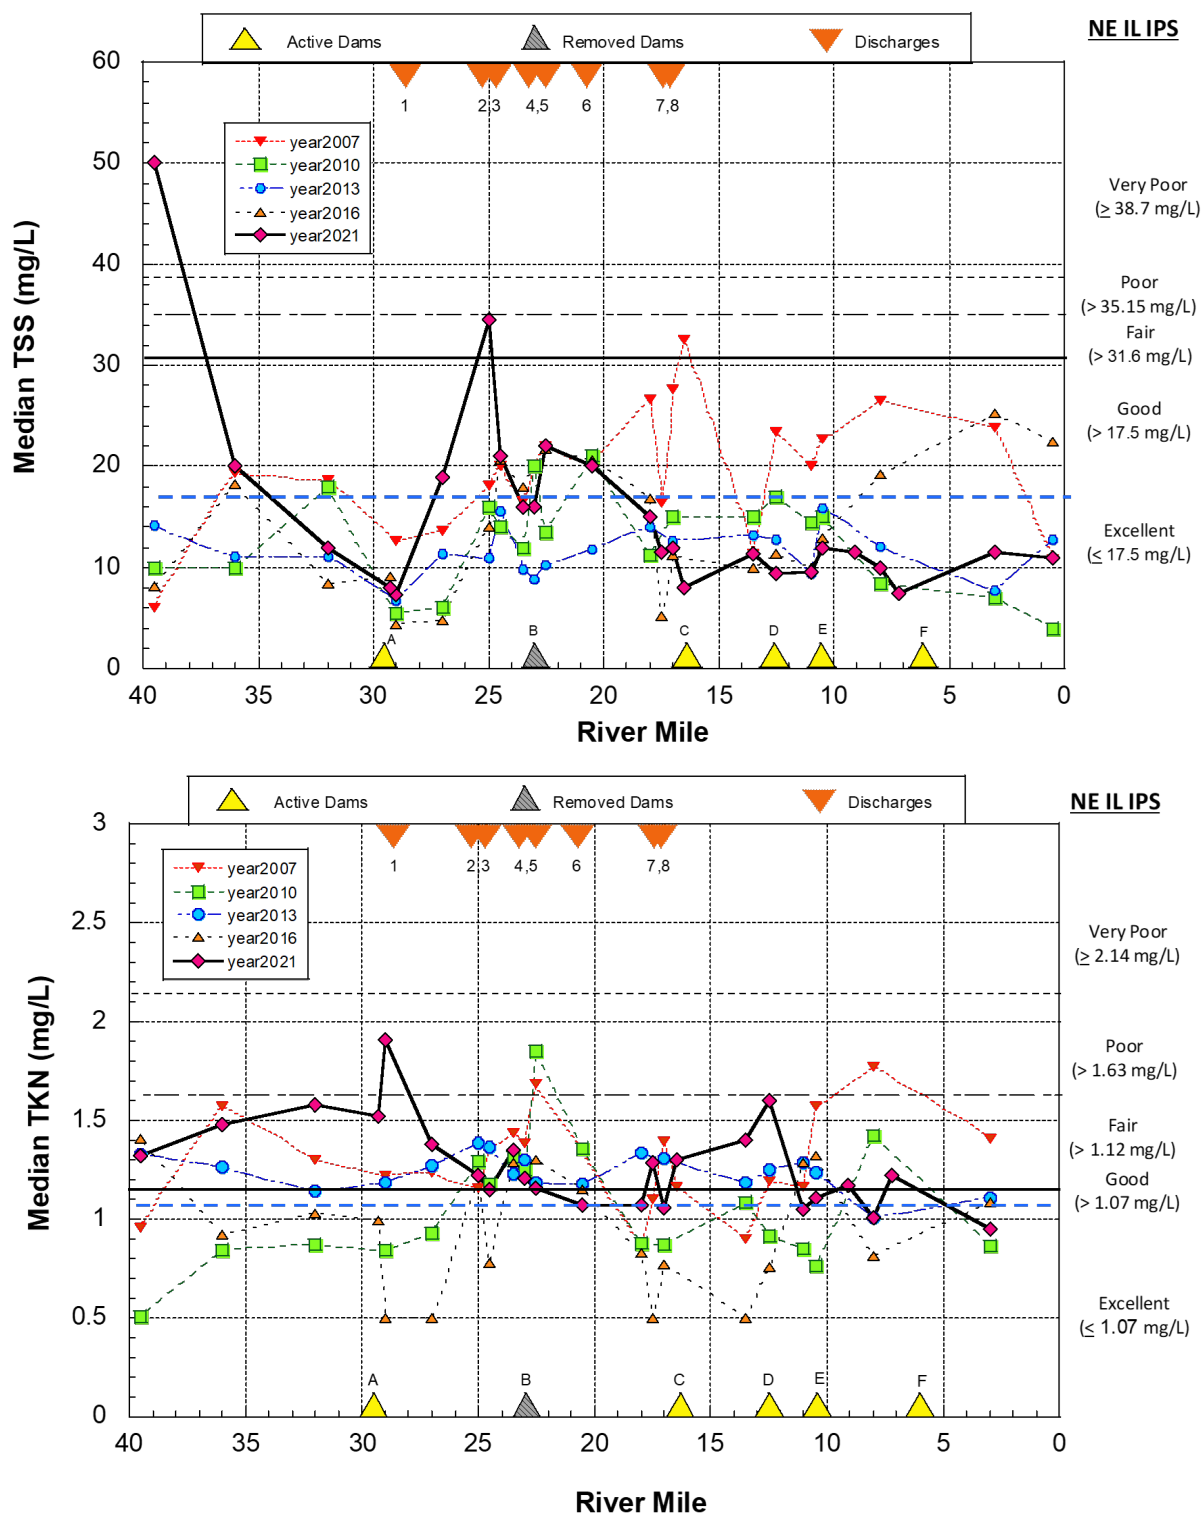 Active Dams Removed Dams Discharges
NE IL IPS
60
50
40
30
20
10
0
Median TSS (mg/L)
1 2,3 4,5 6 7,8
year2007
year2010
year2013
year2016
year2021
Very Poor
(≥ 38.7 mg/L)
Poor
(> 35.15 mg/L)
Fair
(> 31.6 mg/L)
Good
(> 17.5 mg/L)
Excellent
(≤ 17.5 mg/L)
A B C D E F
40 35 30 25 20 15 10 5 0
River Mile
Active Dams Removed Dams Discharges
NE IL IPS
3
2.5
2
1.5
1
0.5
0
Median TKN (mg/L)
1 2,3 4,5 6 7,8
year2007
year2010
year2013
year2016
year2021
Very Poor
(≥ 2.14 mg/L)
Poor
(> 1.63 mg/L)
Fair
(> 1.12 mg/L)
Good
(> 1.07 mg/L)
Excellent
(≤ 1.07 mg/L)
A B C D E F
40 35 30 25 20 15 10 5 0
River Mile